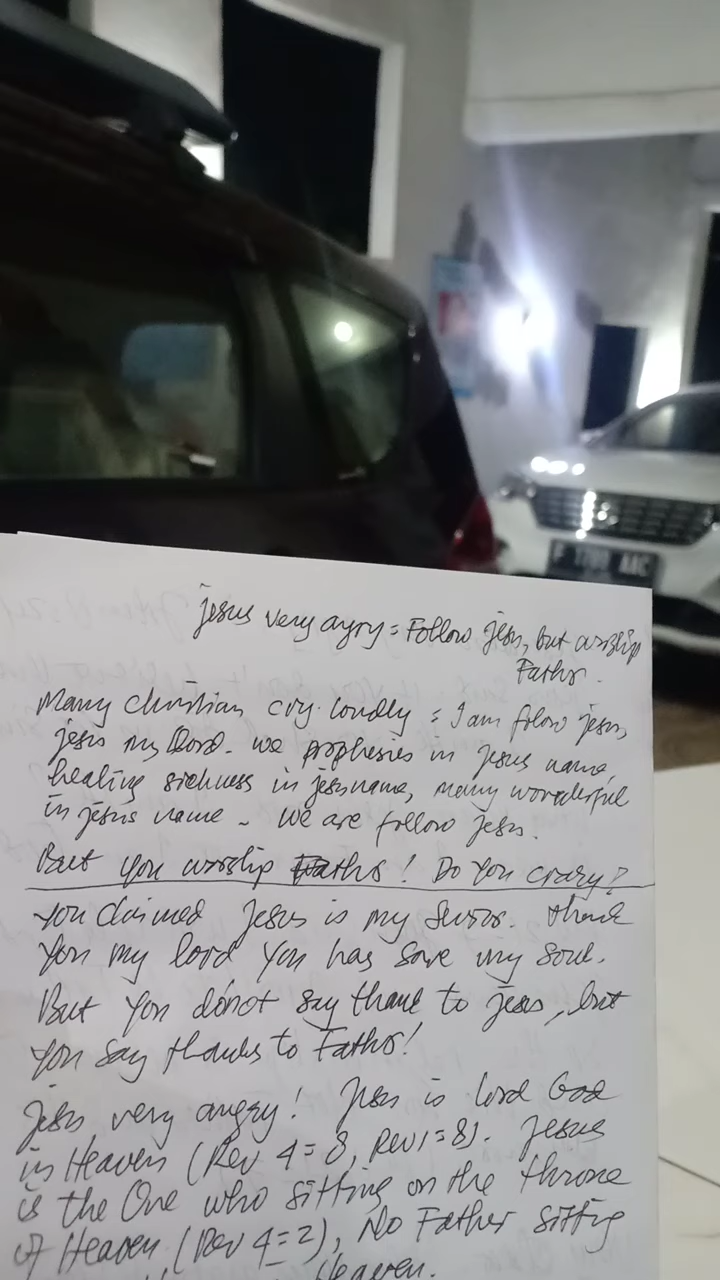 Jesus very angry = Follow Jesus, but worship
Father.
Many christian cry loudly = I am follow Jesus,
Jesus my Lord. We prophesies in Jesus name,
healing sickness in Jesus name, many wonderful
in Jesus name - We are follow Jesus.
But you worship Father! Do You crazy?
You claimed Jesus is my Savior. thank
You my lord You has save my soul.
But You donot say thank to Jesus, but
You say thanks to Father!
Jesus very angry! Jesus is Lord God
in Heaven (Rev 4=8, Rev 1=8). Jesus
is the One who sitting on the throne
of Heaven (Rev 4=2), No Father sitting
Heaven.